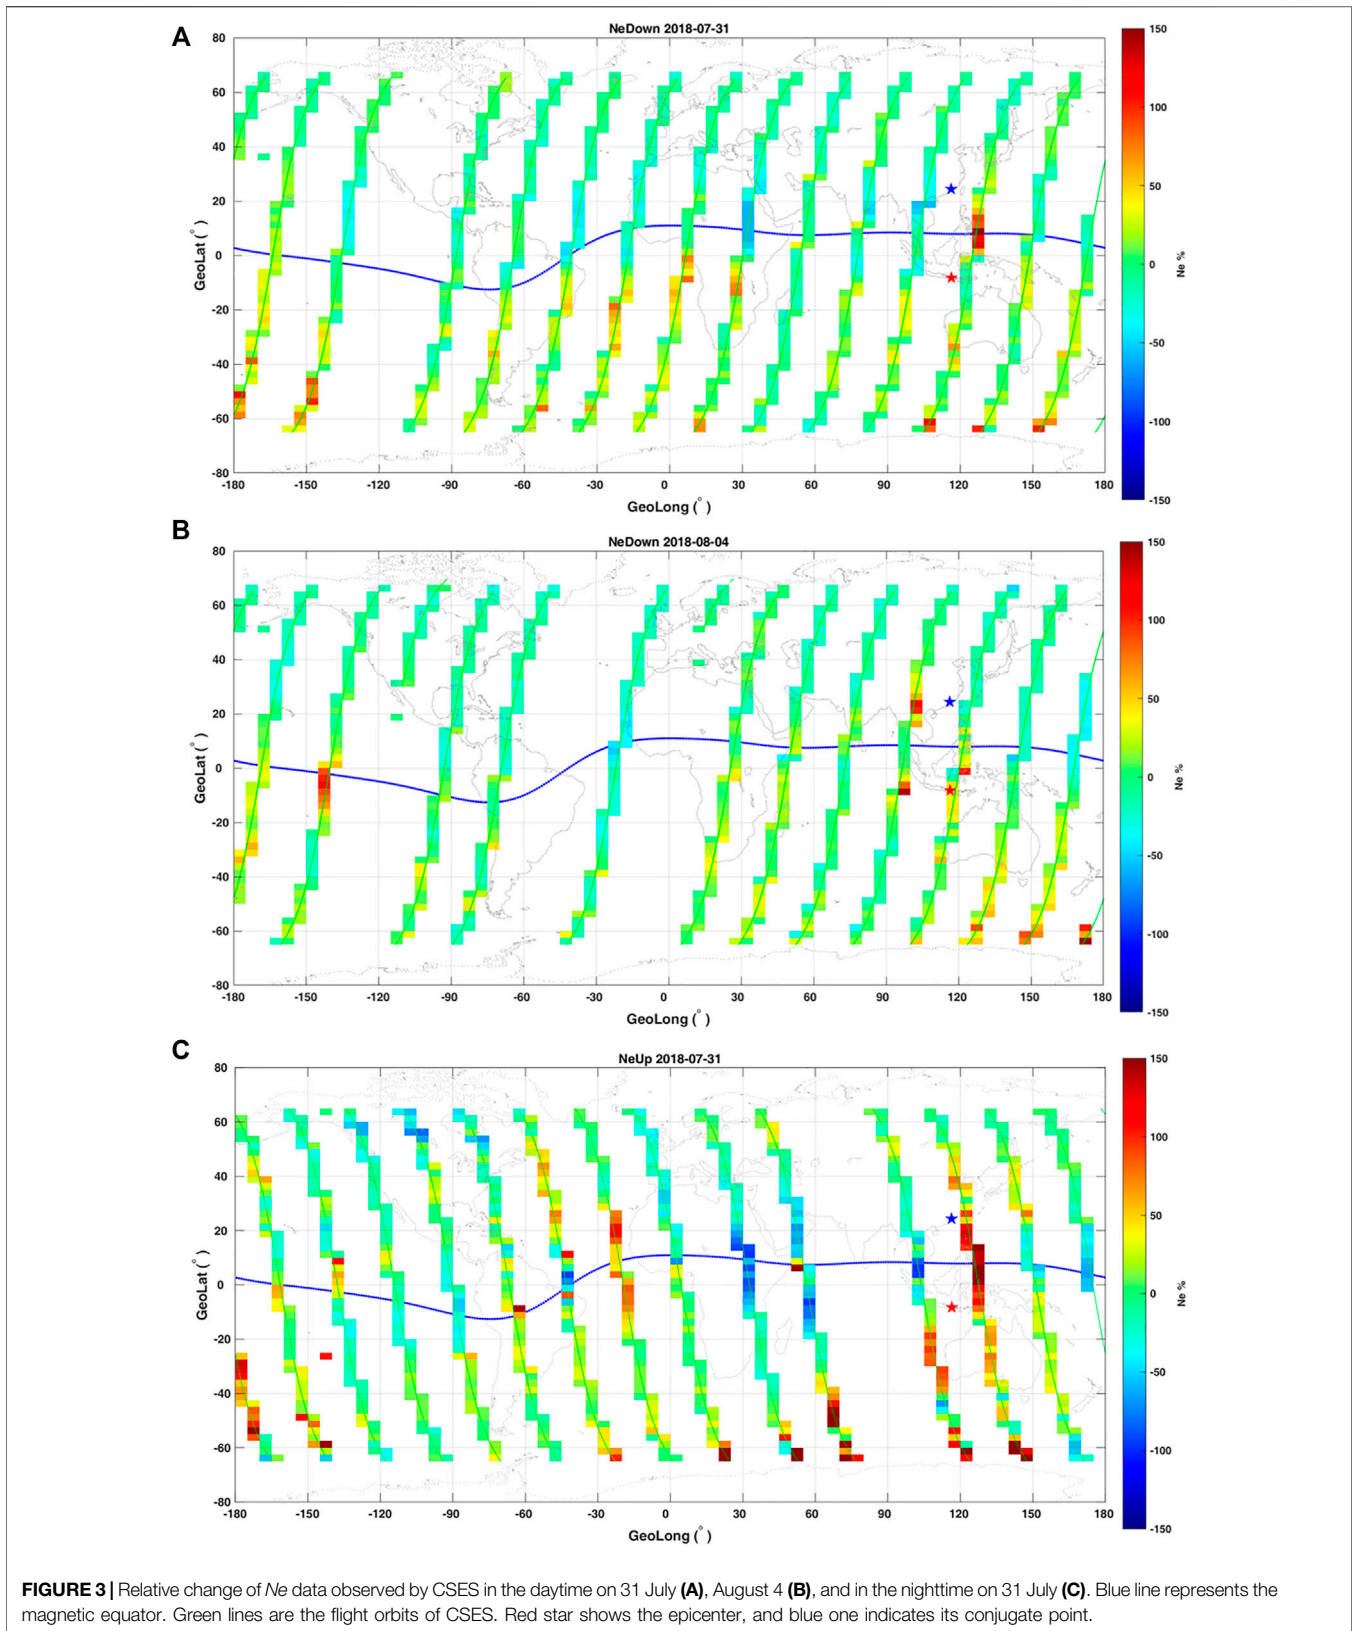 A
NeDown 2018-07-31
80
60
40
20
0
-20
-40
-60
-80
GeoLat (°)
-180 -150 -120 -90 -60 -30 0 30 60 90 120 150 180
GeoLong (°)
150
100
50
0
-50
-100
-150
Ne %
B
NeDown 2018-08-04
80
60
40
20
0
-20
-40
-60
-80
GeoLat (°)
-180 -150 -120 -90 -60 -30 0 30 60 90 120 150 180
GeoLong (°)
150
100
50
0
-50
-100
-150
Ne %
C
NeUp 2018-07-31
80
60
40
20
0
-20
-40
-60
-80
GeoLat (°)
-180 -150 -120 -90 -60 -30 0 30 60 90 120 150 180
GeoLong (°)
150
100
50
0
-50
-100
-150
Ne %
FIGURE 3 | Relative change of Ne data observed by CSES in the daytime on 31 July (A), August 4 (B), and in the nighttime on 31 July (C). Blue line represents the
magnetic equator. Green lines are the flight orbits of CSES. Red star shows the epicenter, and blue one indicates its conjugate point.